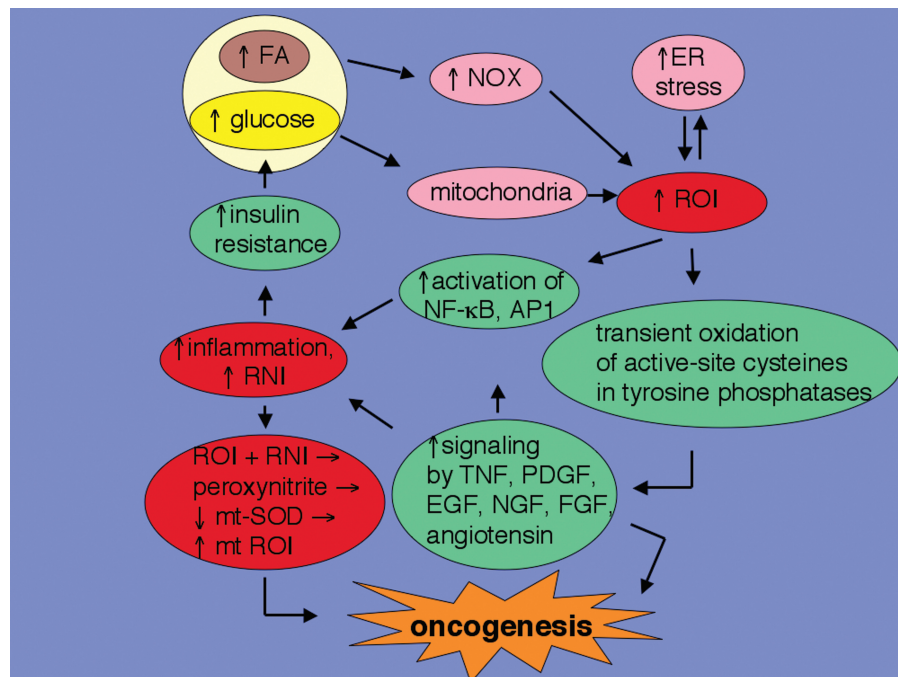 ↑ FA
↑ glucose
↑ NOX
↑ER
stress
mitochondria
↑ ROI
↑insulin
resistance
↑activation of
NF-κB, AP1
transient oxidation
of active-site cysteines
in tyrosine phosphatases
↑inflammation,
↑ RNI
ROI + RNI →
peroxynitrite →
↓ mt-SOD →
↑ mt ROI
↑signaling
by TNF, PDGF,
EGF, NGF, FGF,
angiotensin
oncogenesis